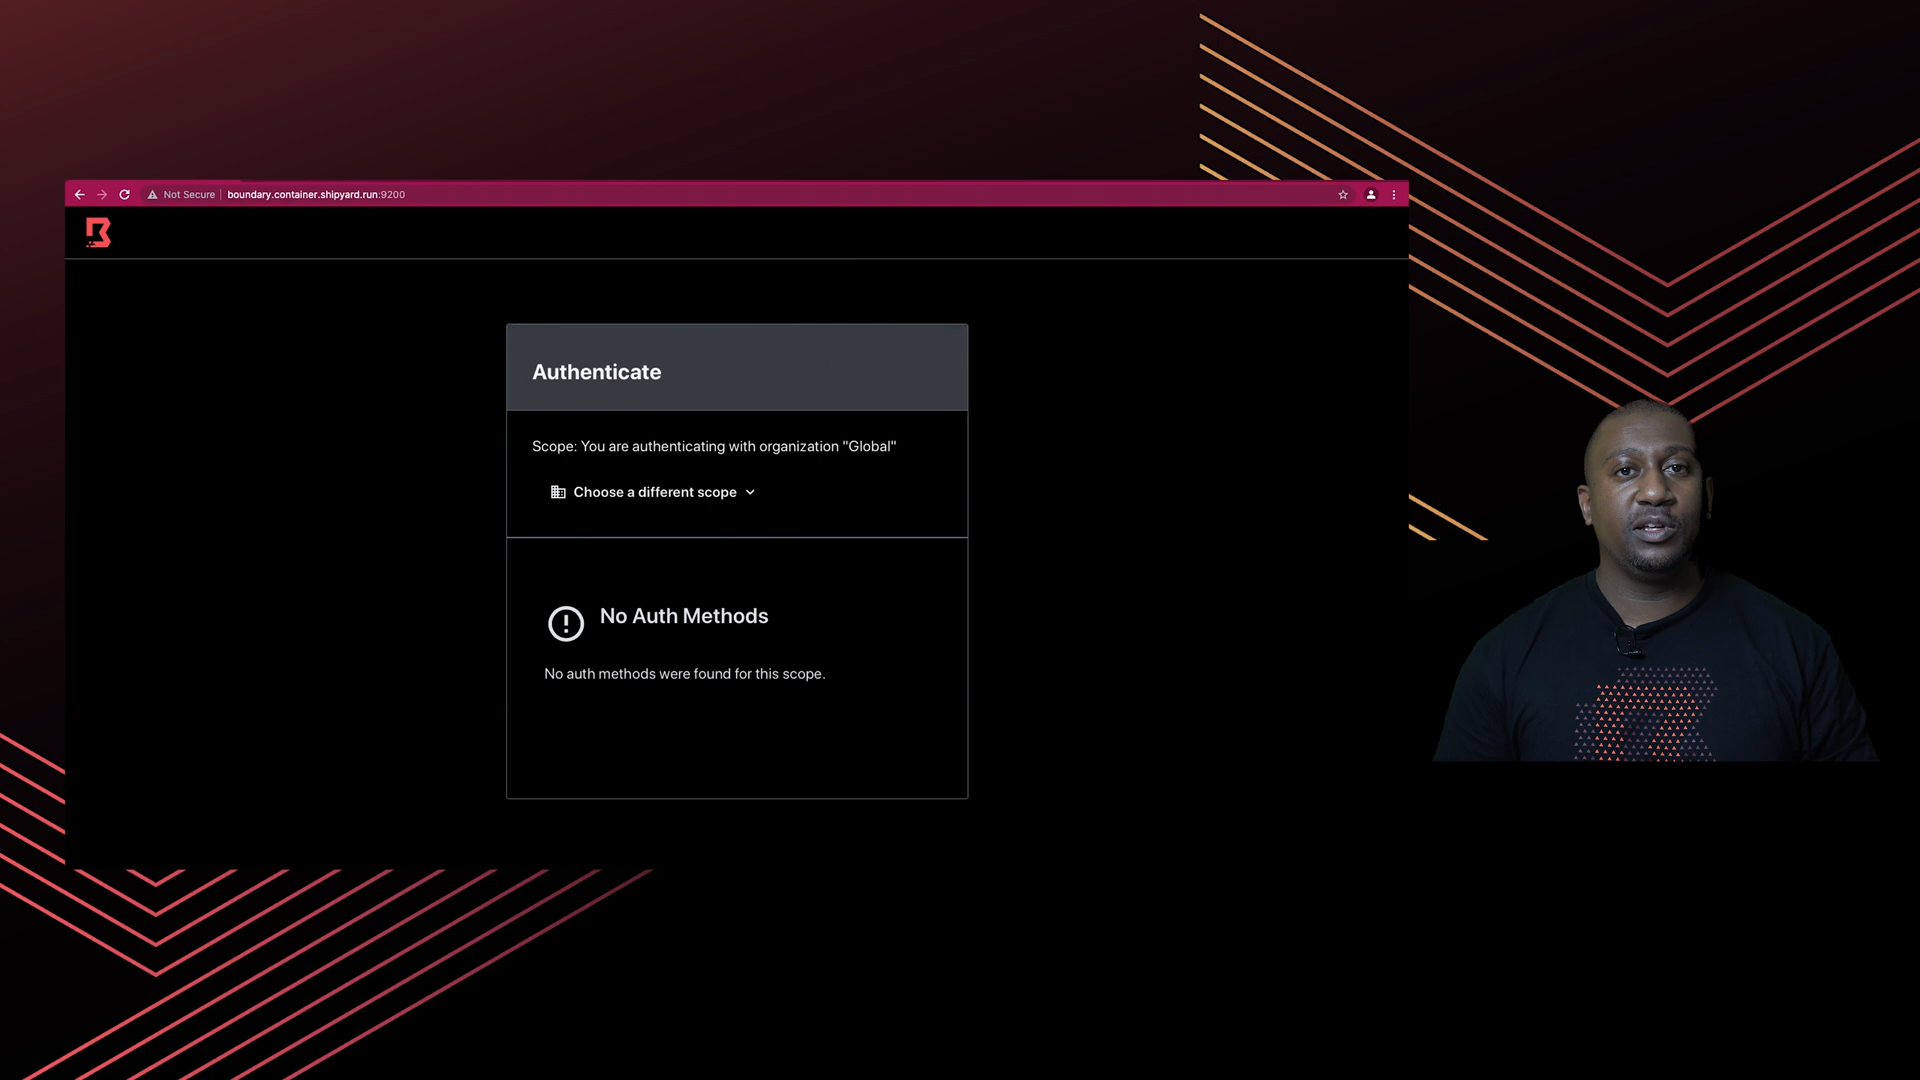 Not Secure | boundary.container.shipyard.run:9200
Authenticate
Scope: You are authenticating with organization "Global"
Choose a different scope
No Auth Methods
No auth methods were found for this scope.